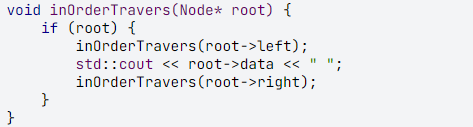 void inOrderTravers(Node* root) {
    if (root) {
        inOrderTravers(root->left);
        std::cout << root->data << " ";
        inOrderTravers(root->right);
    }
}